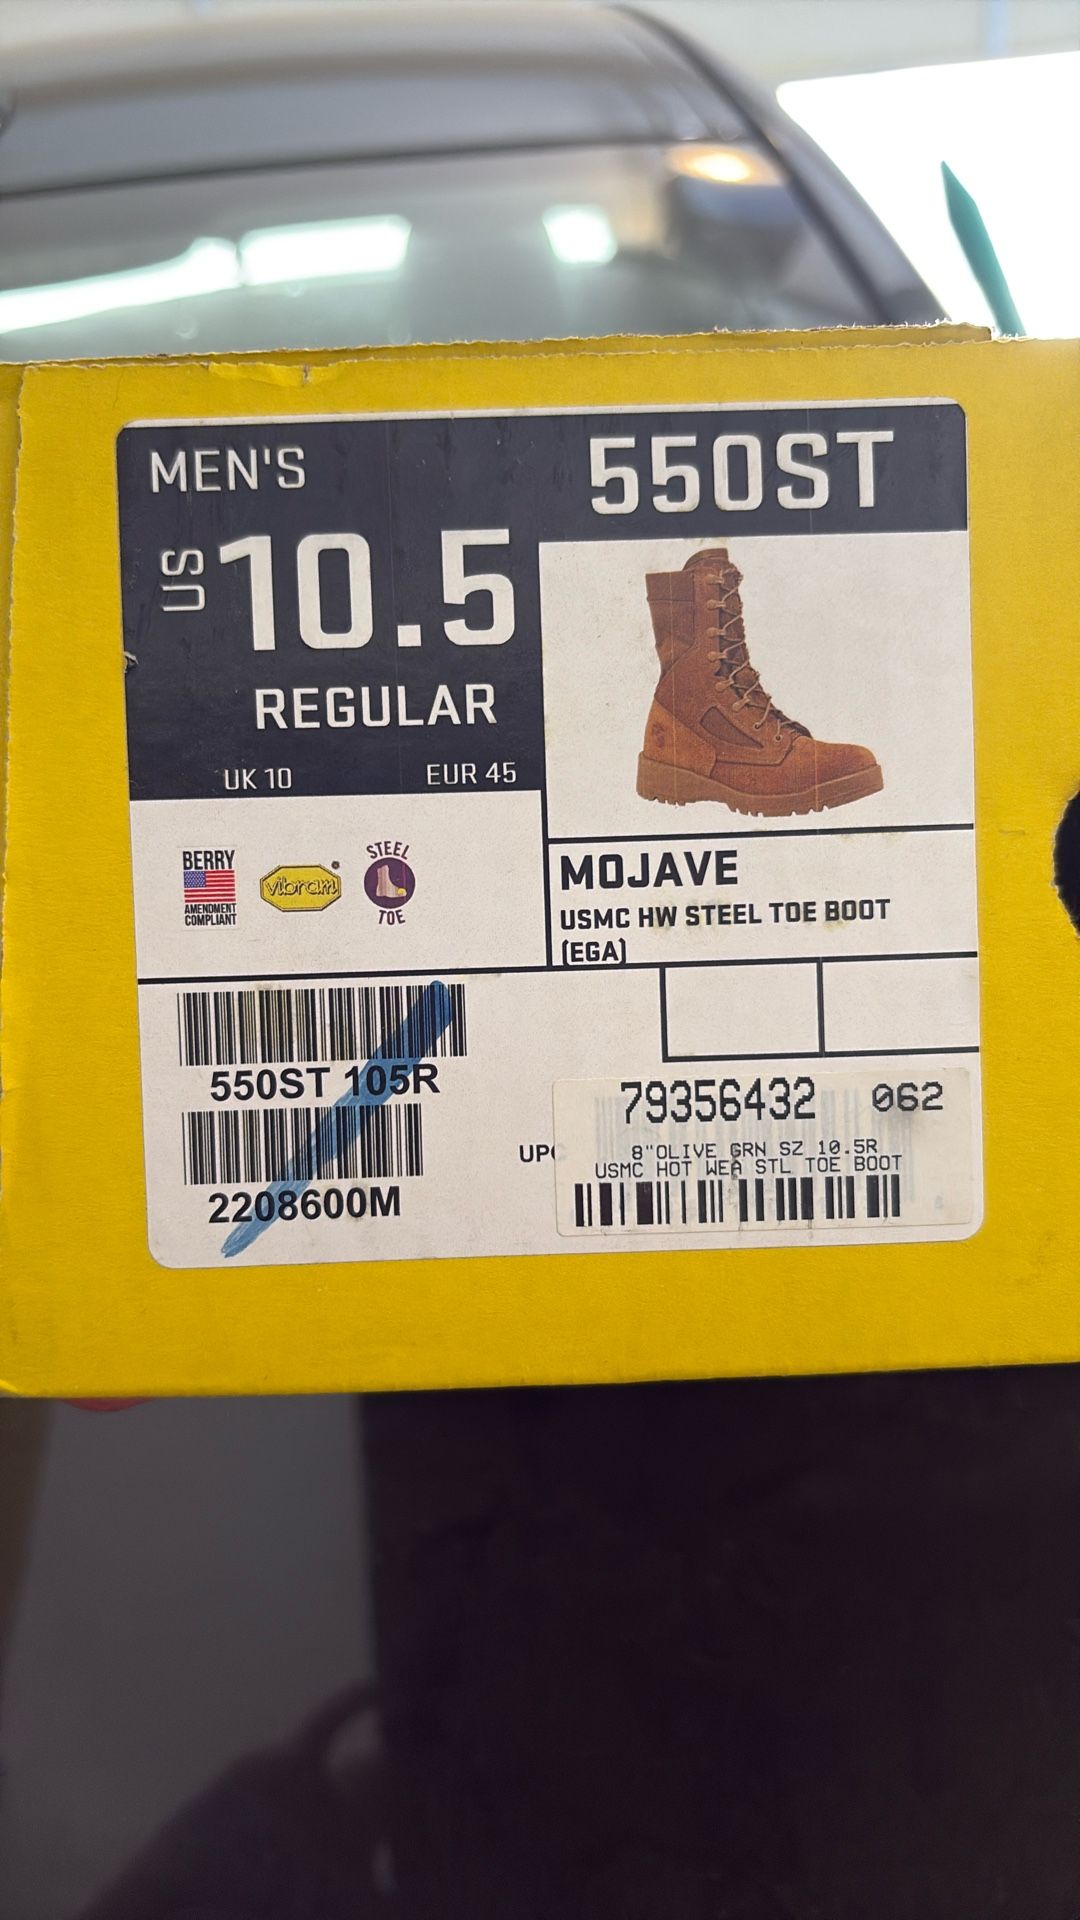 MEN'S
550ST
US 10.5
REGULAR
UK 10 EUR 45
BERRY
AMENDMENT
COMPLIANT
vibram®
STEEL
TOE
MOJAVE
USMC HW STEEL TOE BOOT
(EGA)
550ST 105R
2208600M
79356432 062
8"OLIVE GRN SZ 10.5R
USMC HOT WEA STL TOE BOOT